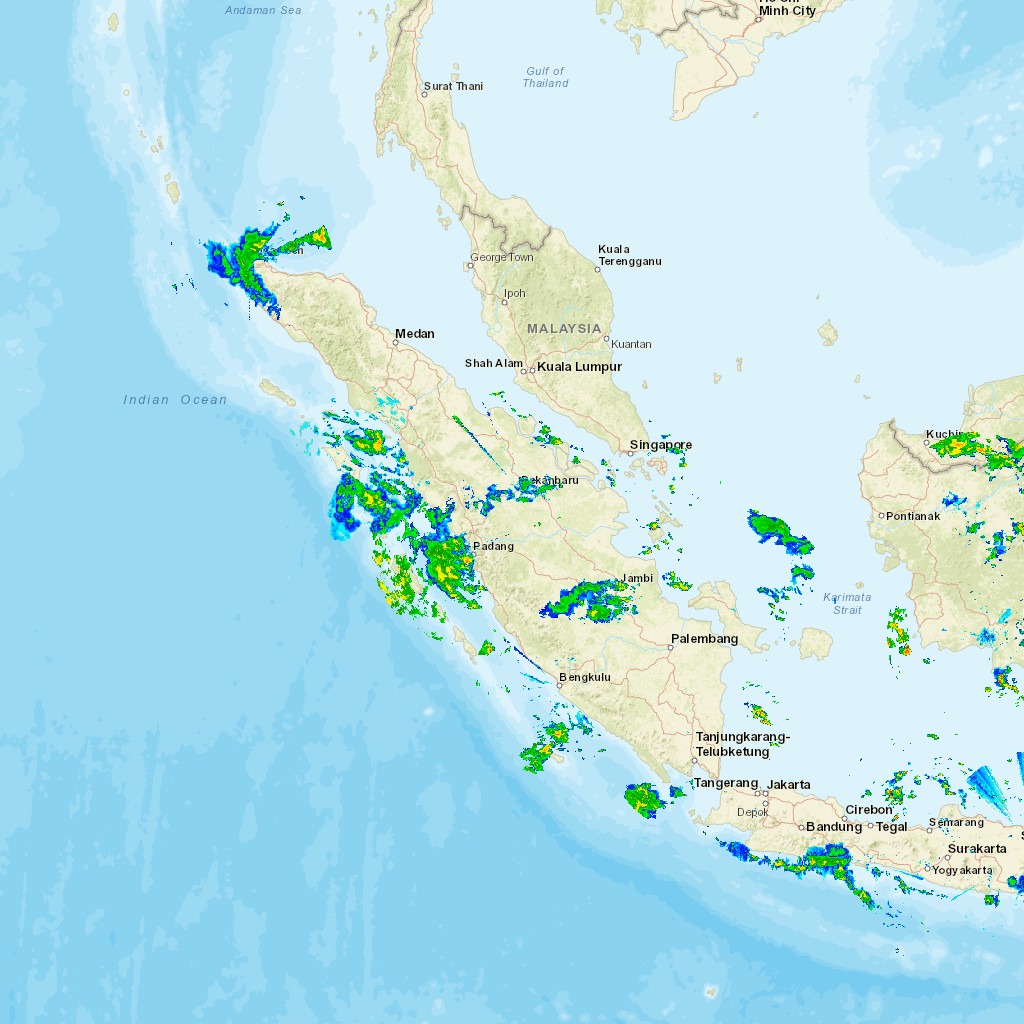 Andaman Sea
Minh City
Gulf of
Thailand
Surat Thani
Kuala
Terengganu
George Town
Ipoh
MALAYSIA
Medan
Kuantan
Shah Alam
Kuala Lumpur
Indian Ocean
Singapore
Pekanbaru
Pontianak
Padang
Jambi
Karimata
Strait
Palembang
Bengkulu
Tanjungkarang-
Telubketung
Tangerang
Jakarta
Depok
Cirebon
Bandung
Tegal
Semarang
Surakarta
Yogyakarta